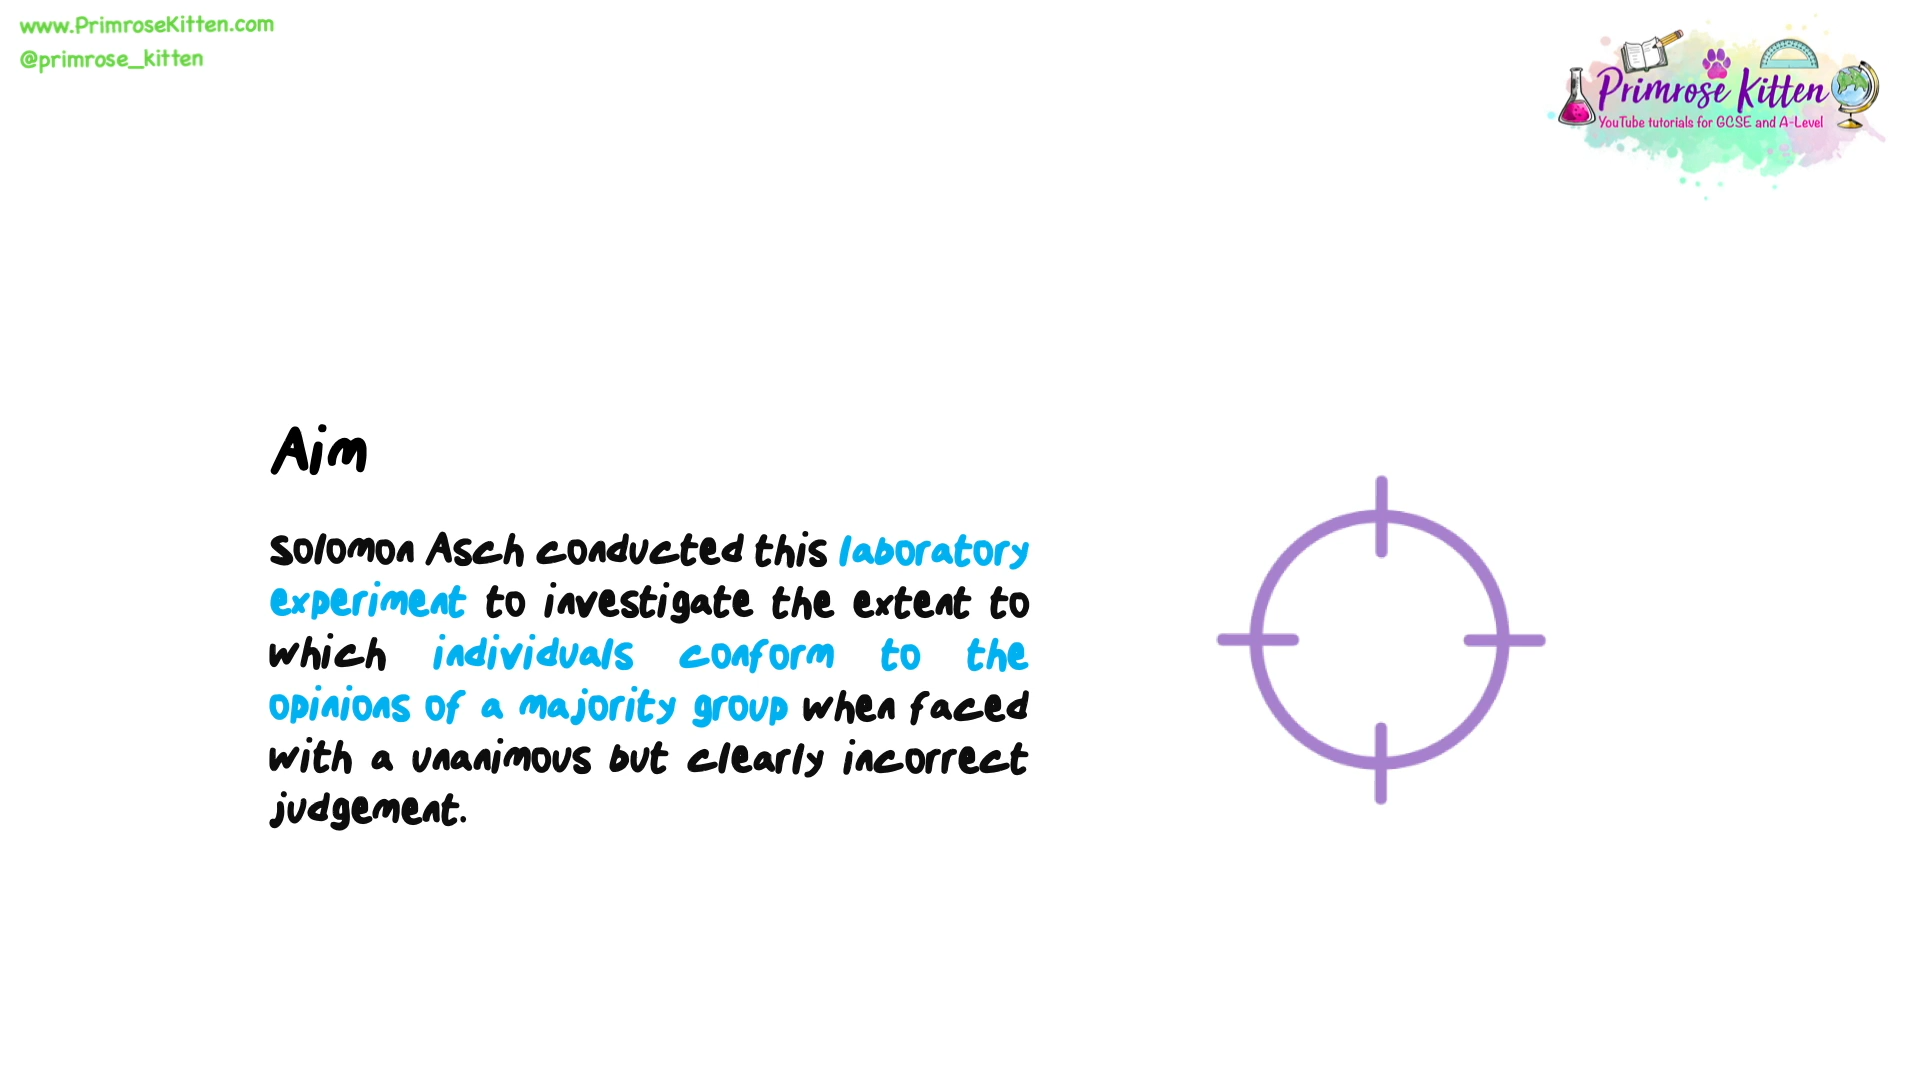 www.PrimroseKitten.com
@primrose_kitten
Primrose Kitten
YouTube tutorials for GCSE and A-Level
Aim
Solomon Asch conducted this laboratory
experiment to investigate the extent to
which individuals conform to the
opinions of a majority group when faced
with a unanimous but clearly incorrect
judgement.